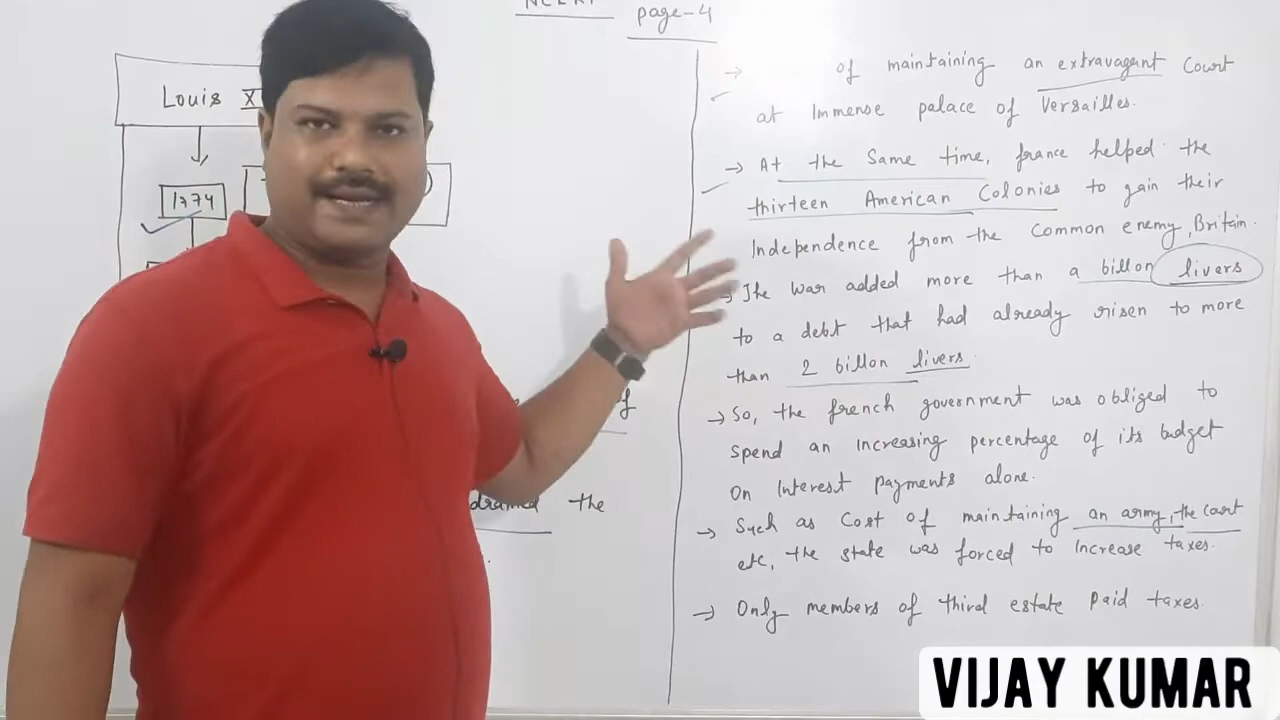 NCERT
page-4
Louis X
1774
of
drained the
→ of maintaining an extravagant Court
at Immense palace of Versailles.
→ At the Same time, france helped the
thirteen American Colonies to gain their
Independence from the Common enemy, Britain.
→ The war added more than a billon livers
to a debt that had already risen to more
than 2 billon livers.
→ So, the french government was obliged to
spend an increasing percentage of its budget
On Interest payments alone.
→ Such as Cost of maintaining an army, the Cart
etc, the state was forced to Increase taxes.
→ Only members of third estate Paid taxes.
VIJAY KUMAR